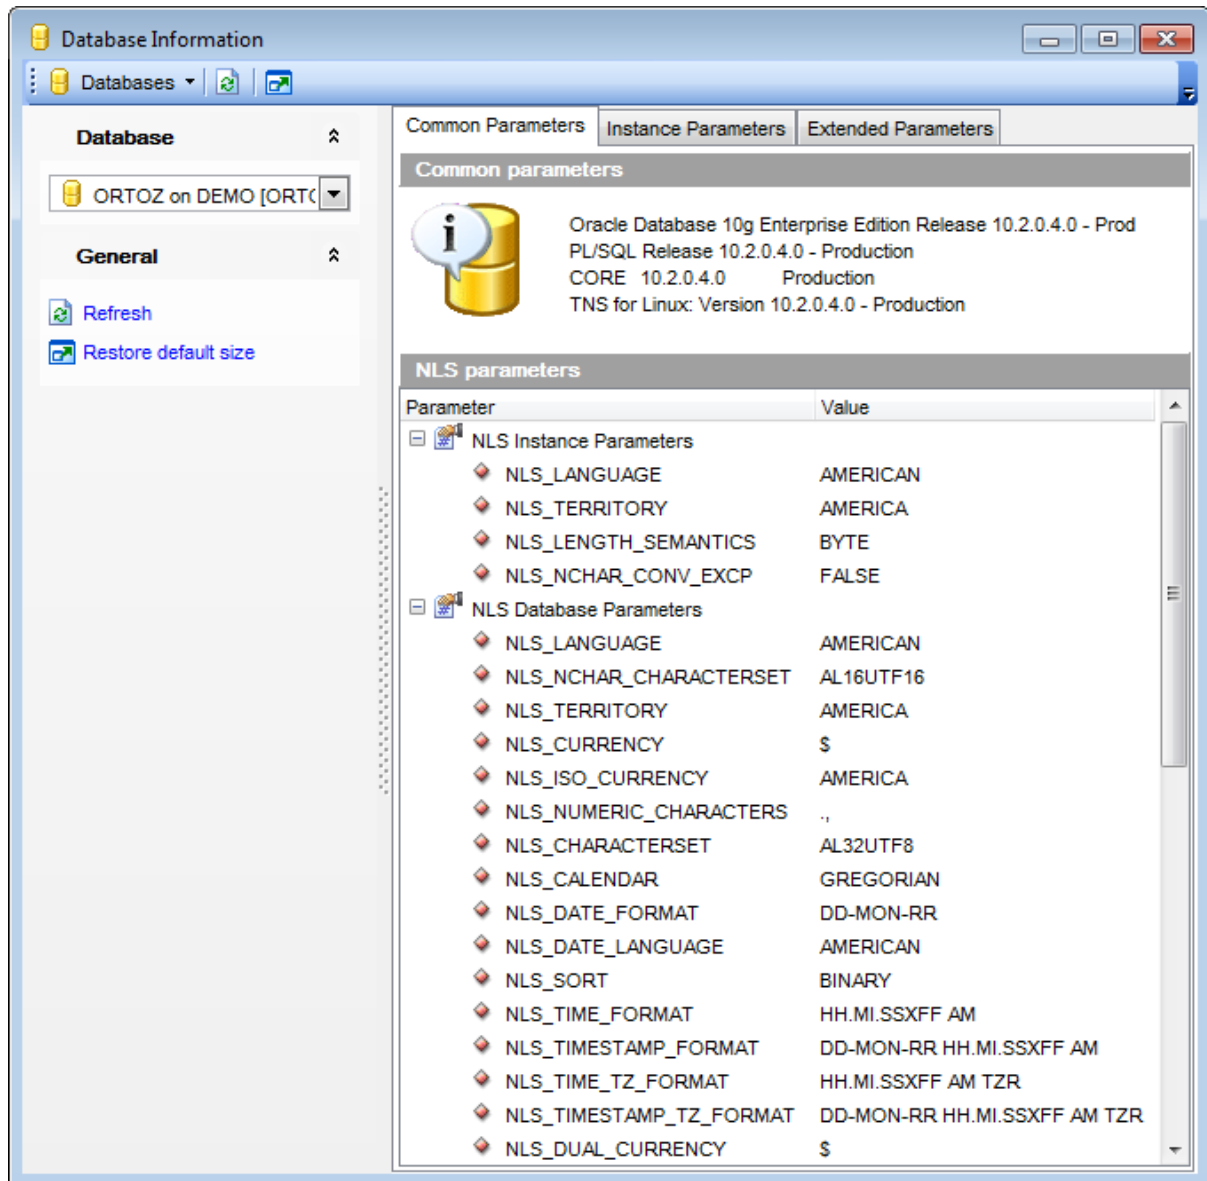 Database Information
Databases
Database
ORTOZ on DEMO [ORTC
General
Refresh
Restore default size
Common Parameters Instance Parameters Extended Parameters
Common parameters
Oracle Database 10g Enterprise Edition Release 10.2.0.4.0 - Prod
PL/SQL Release 10.2.0.4.0 - Production
CORE 10.2.0.4.0 Production
TNS for Linux: Version 10.2.0.4.0 - Production
NLS parameters
Parameter Value
NLS Instance Parameters
NLS_LANGUAGE AMERICAN
NLS_TERRITORY AMERICA
NLS_LENGTH_SEMANTICS BYTE
NLS_NCHAR_CONV_EXCP FALSE
NLS Database Parameters
NLS_LANGUAGE AMERICAN
NLS_NCHAR_CHARACTERSET AL16UTF16
NLS_TERRITORY AMERICA
NLS_CURRENCY $
NLS_ISO_CURRENCY AMERICA
NLS_NUMERIC_CHARACTERS .,
NLS_CHARACTERSET AL32UTF8
NLS_CALENDAR GREGORIAN
NLS_DATE_FORMAT DD-MON-RR
NLS_DATE_LANGUAGE AMERICAN
NLS_SORT BINARY
NLS_TIME_FORMAT HH.MI.SSXFF AM
NLS_TIMESTAMP_FORMAT DD-MON-RR HH.MI.SSXFF AM
NLS_TIME_TZ_FORMAT HH.MI.SSXFF AM TZR
NLS_TIMESTAMP_TZ_FORMAT DD-MON-RR HH.MI.SSXFF AM TZR
NLS_DUAL_CURRENCY $